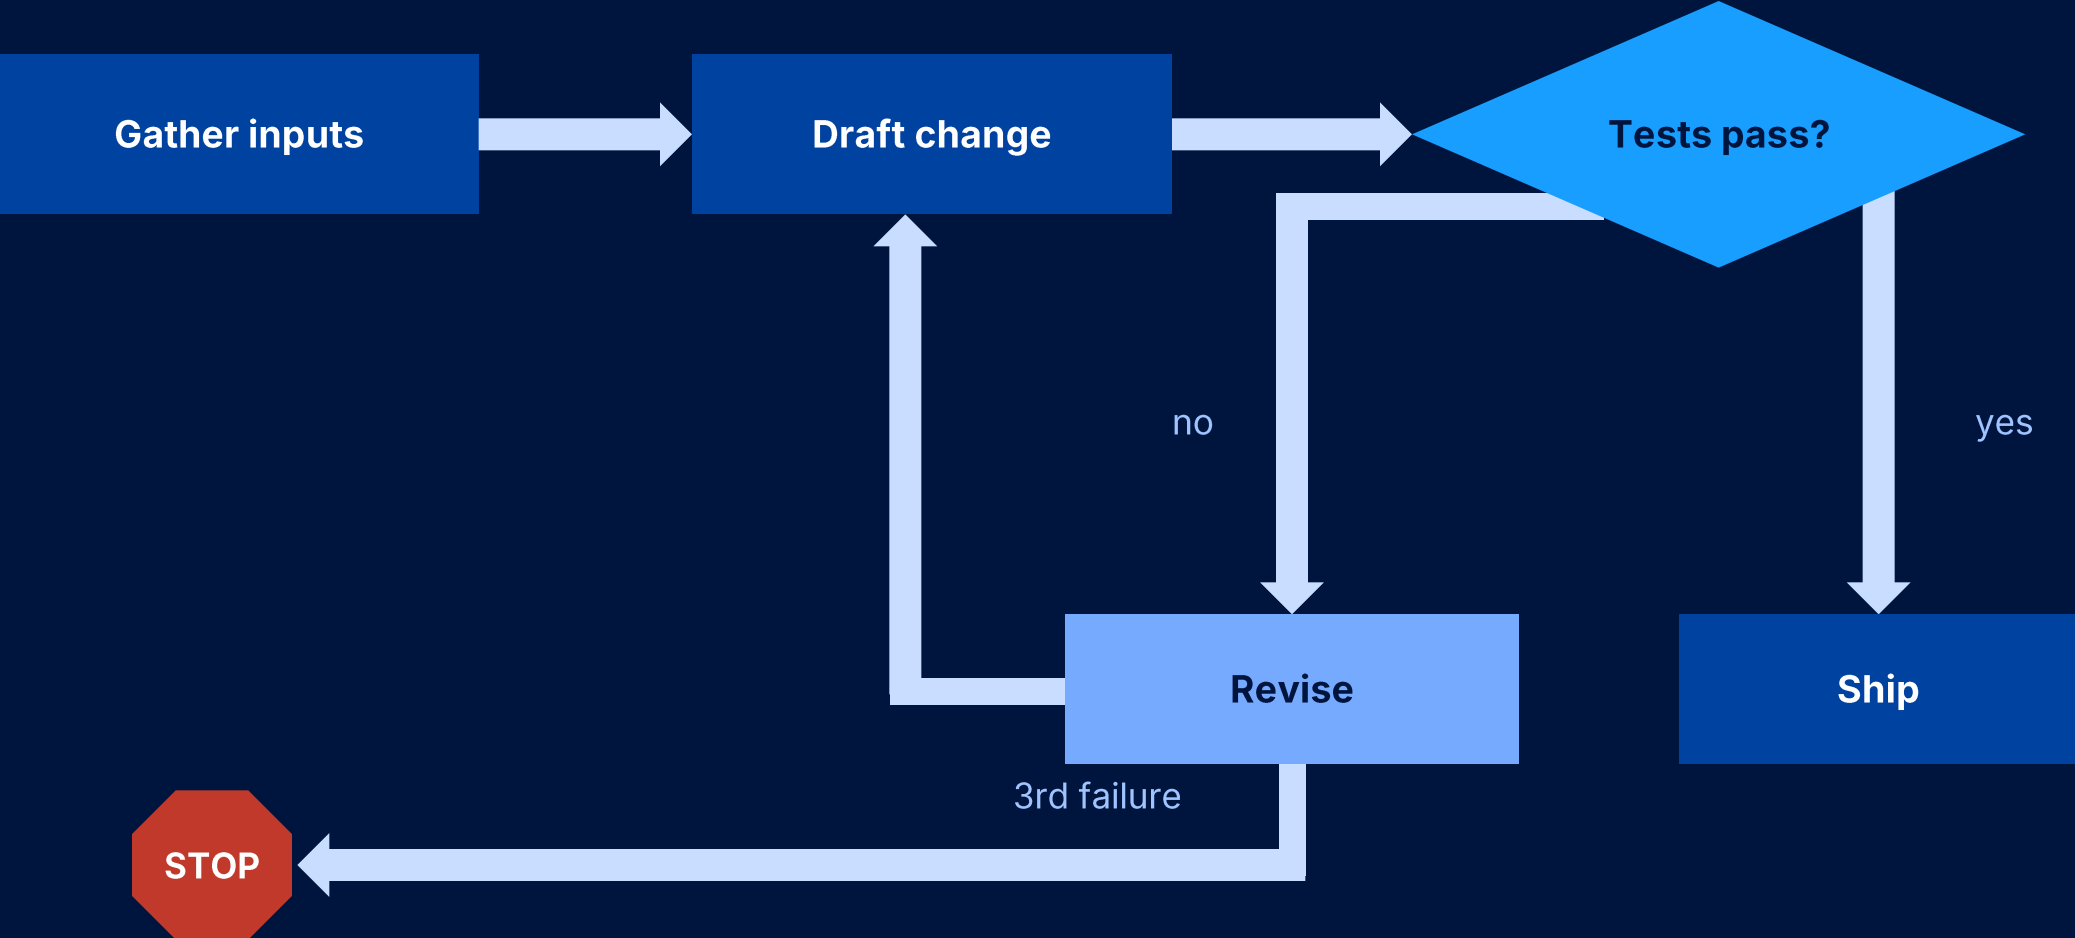 Gather inputs
Draft change
Tests pass?
no
yes
Revise
Ship
3rd failure
STOP